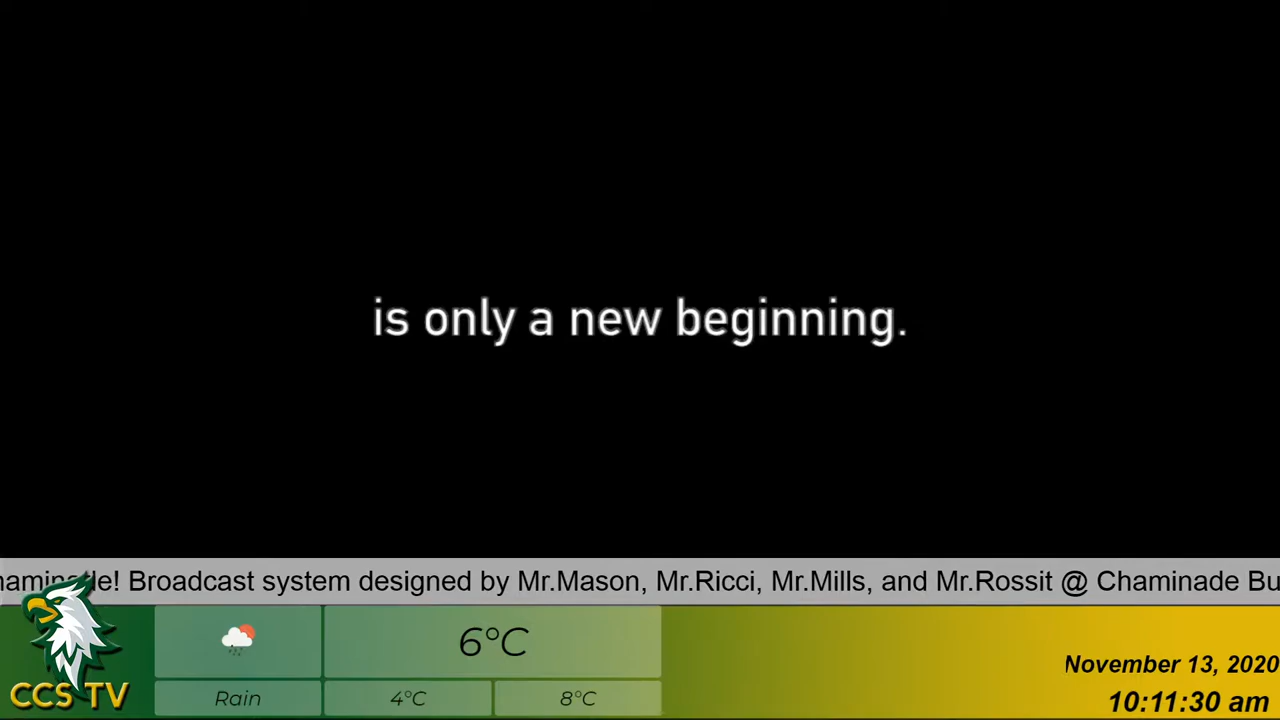 is only a new beginning.
! Broadcast system designed by Mr.Mason, Mr.Ricci, Mr.Mills, and Mr.Rossit @ Chaminade
6°C
November 13, 2020
CCS TV
Rain
4°C
8°C
10:11:30 am